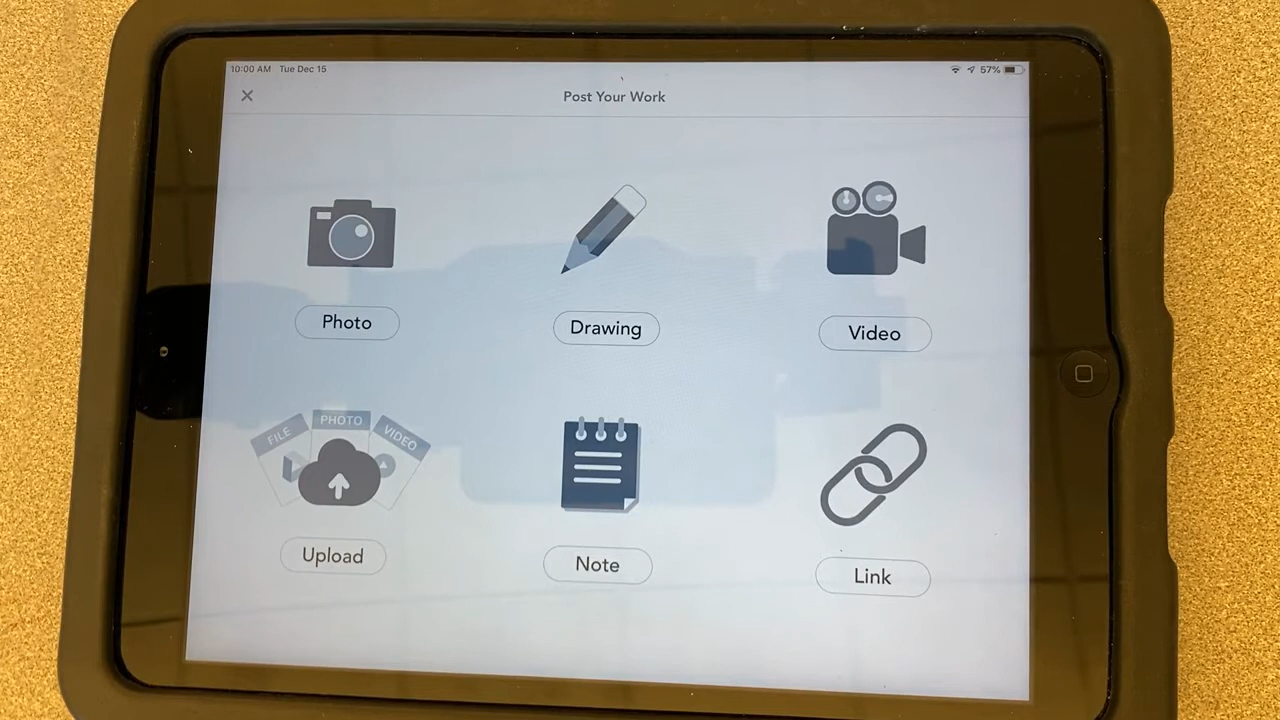 10:00 AM Tue Dec 15 57%
Post Your Work
Photo
Drawing
Video
FILE
PHOTO
VIDEO
Upload
Note
Link